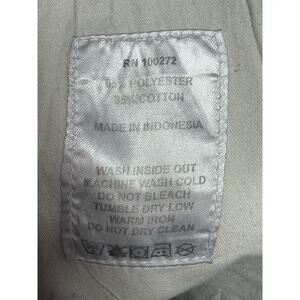 RN 100272
65% POLYESTER
35% COTTON
MADE IN INDONESIA
WASH INSIDE OUT
MACHINE WASH COLD
DO NOT BLEACH
TUMBLE DRY LOW
WARM IRON
DO NOT DRY CLEAN